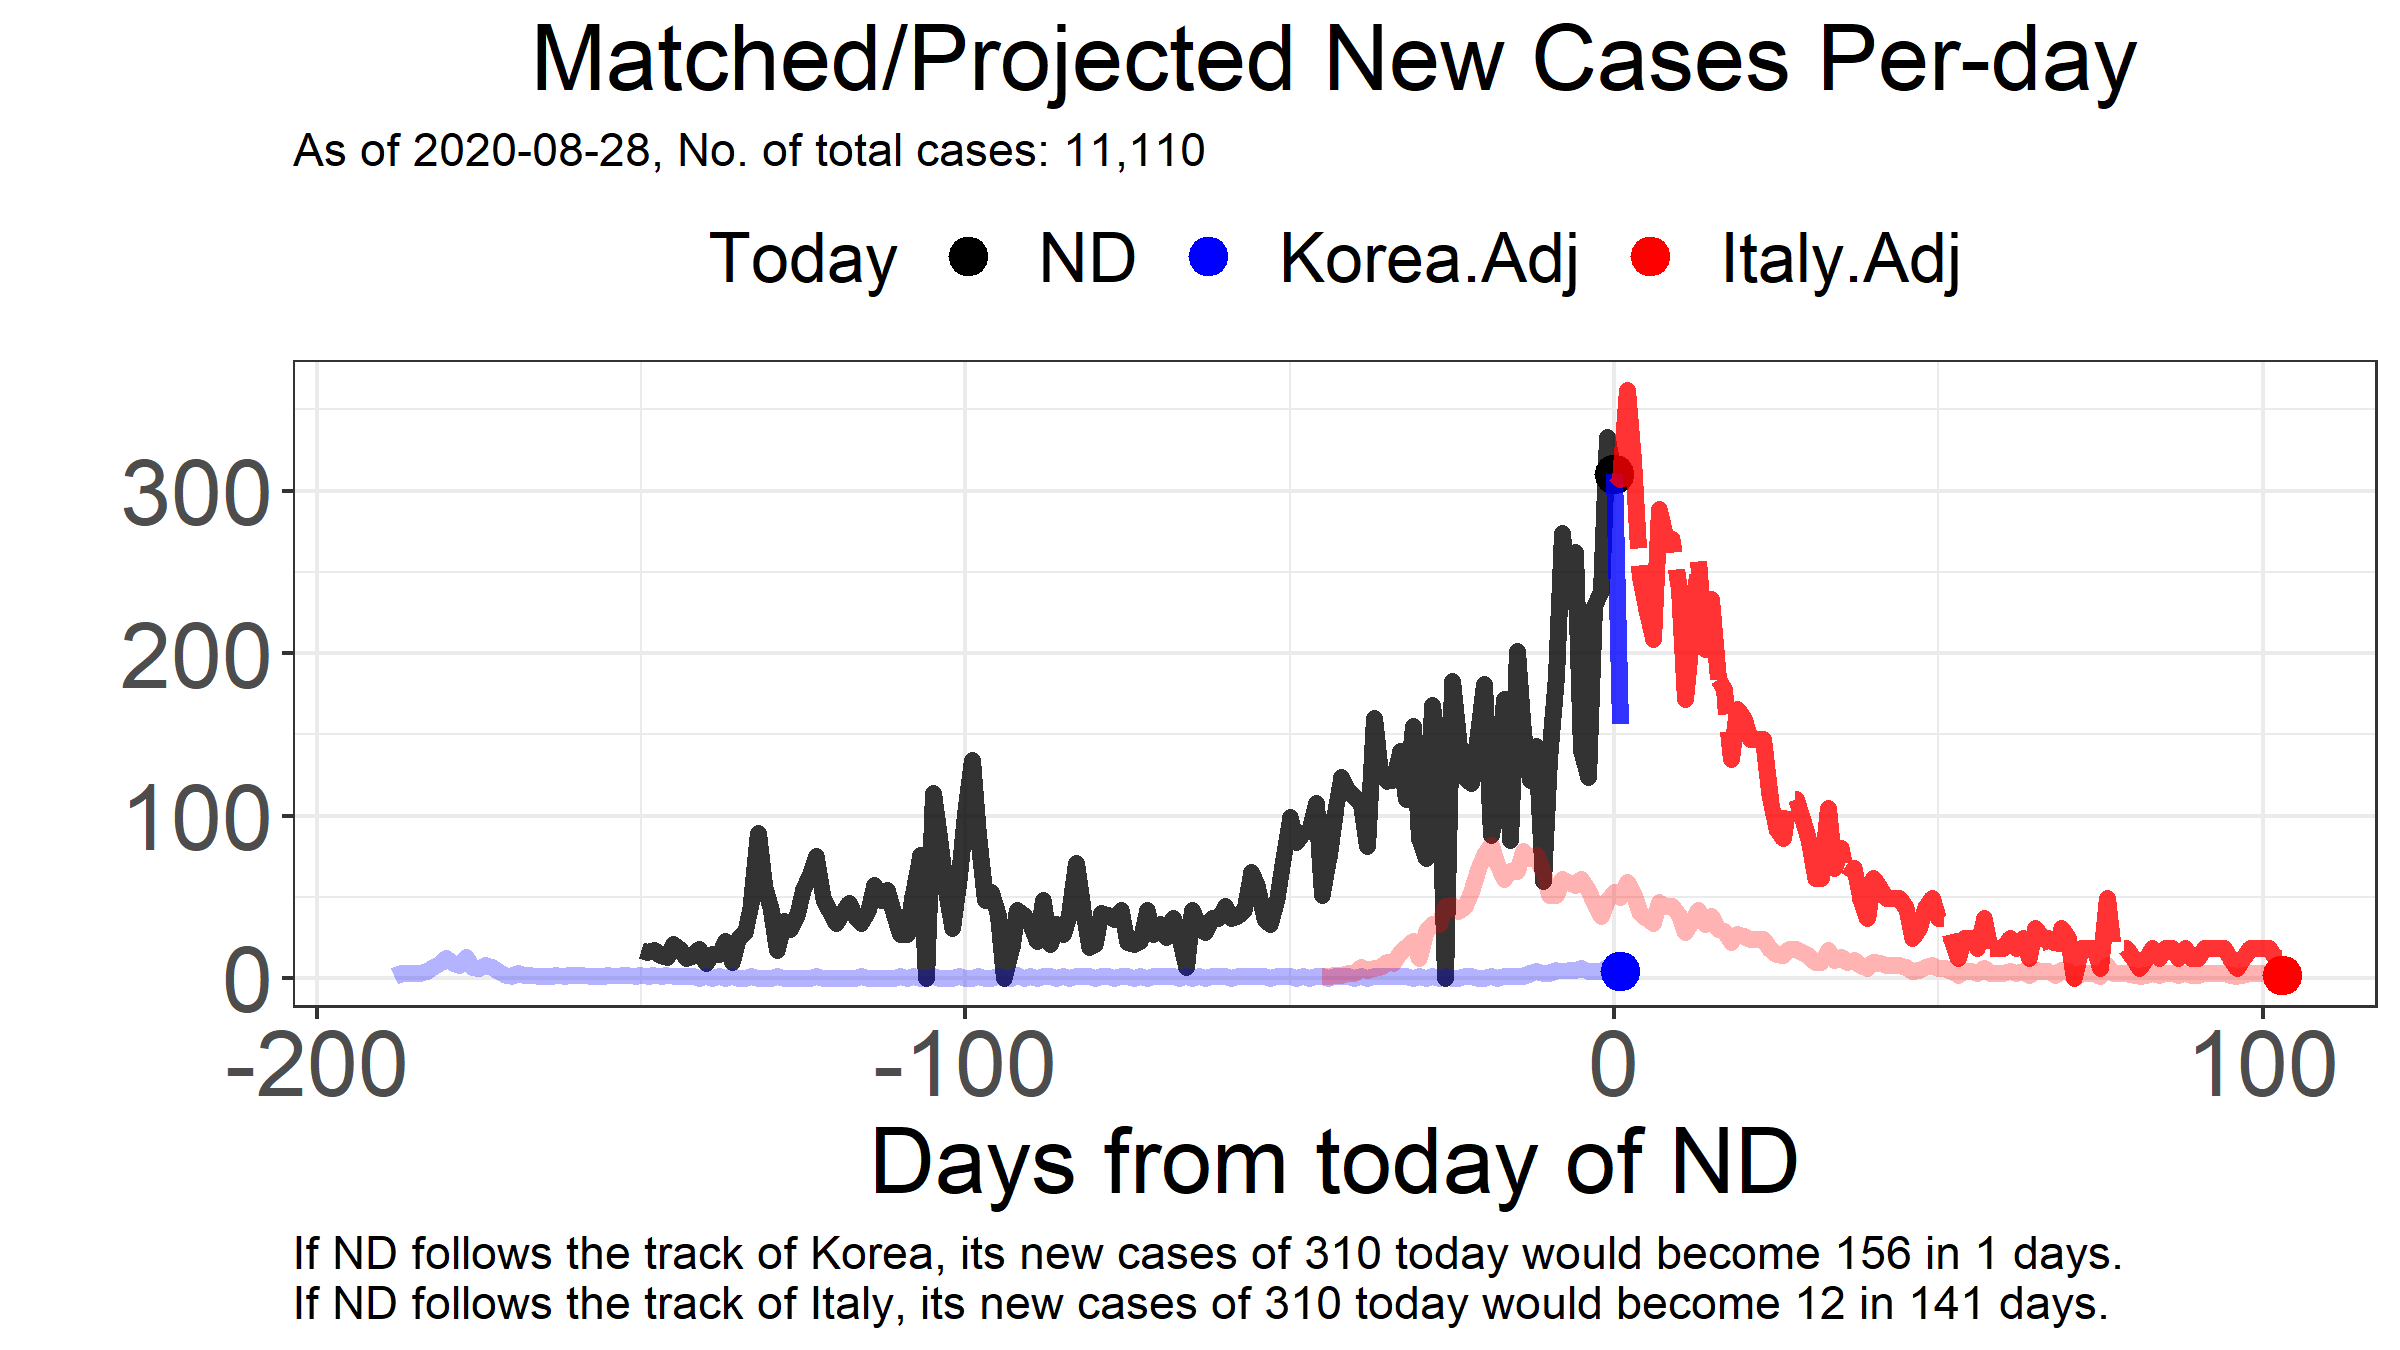 Matched/Projected New Cases Per-day
As of 2020-08-28, No. of total cases: 11,110
Today ND Korea.Adj Italy.Adj
300
200
100
0
-200 -100 0 100
Days from today of ND
If ND follows the track of Korea, its new cases of 310 today would become 156 in 1 days.
If ND follows the track of Italy, its new cases of 310 today would become 12 in 141 days.